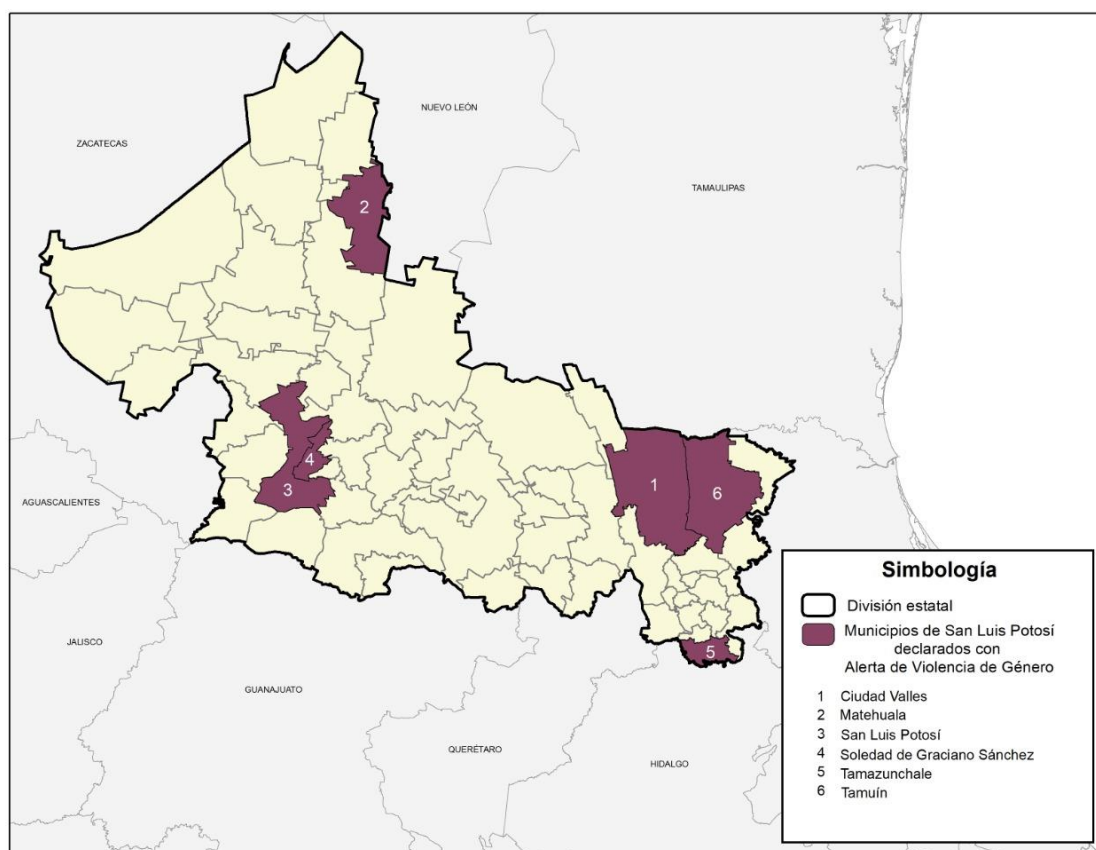 NUEVO LEÓN
ZACATECAS
TAMAULIPAS
2
4
3
1
6
AGUASCALIENTES
5
JALISCO
GUANAJUATO
QUERÉTARO
HIDALGO
Simbología
División estatal
Municipios de San Luis Potosí
declarados con
Alerta de Violencia de Género
1 Ciudad Valles
2 Matehuala
3 San Luis Potosí
4 Soledad de Graciano Sánchez
5 Tamazunchale
6 Tamuín